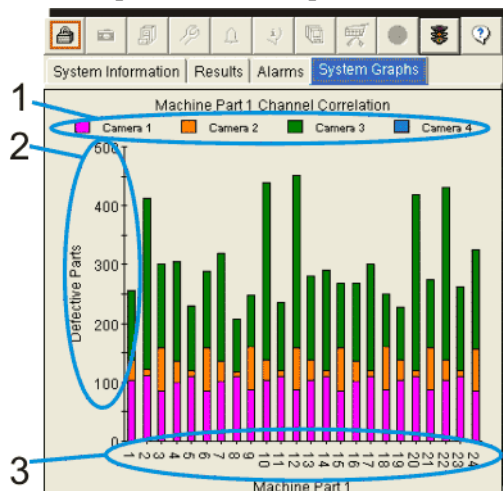 System Information Results Alarms System Graphs
1
Machine Part 1 Channel Correlation
Camera 1 Camera 2 Camera 3 Camera 4
2
500
400
300
200
100
0
Defective Parts
1 2 3 4 5 6 7 8 9 10 11 12 13 14 15 16 17 18 19 20 21 22 23 24
3
Machine Part 1